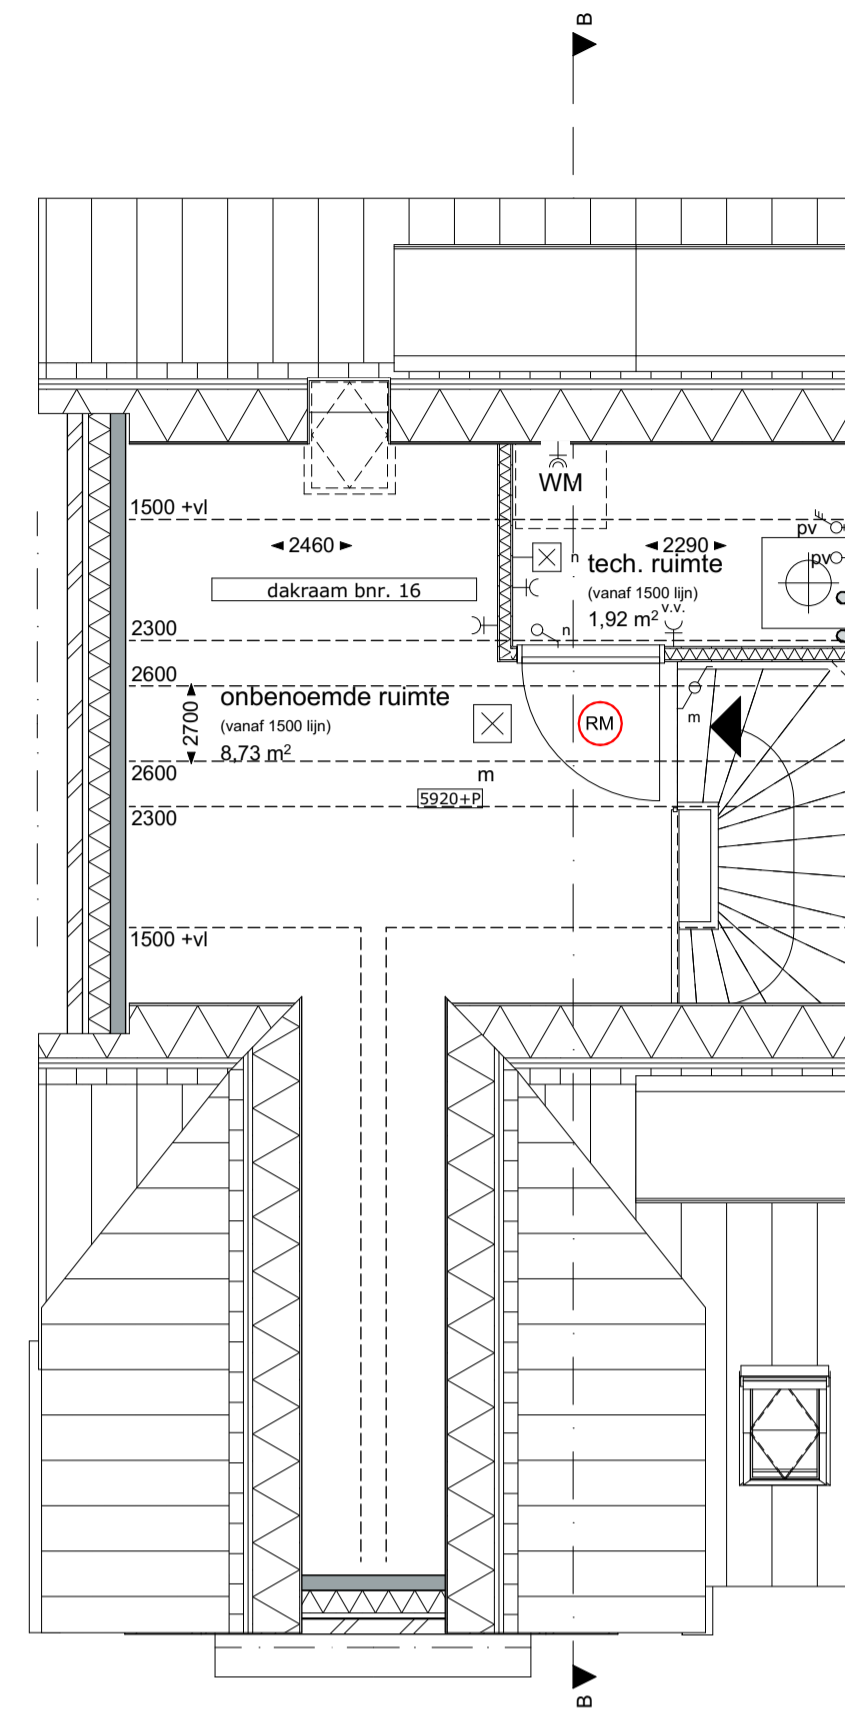 B
1500 +vl
WM
pv
2460
2290
n
tech. ruimte
pv
dakraam bnr. 16
(vanaf 1500 lijn)
1,92 m²
v.v.
2300
n
2600
onbenoemde ruimte
(vanaf 1500 lijn)
8,73 m²
2700
RM
m
2600
m
5920+P
2300
1500 +vl
B